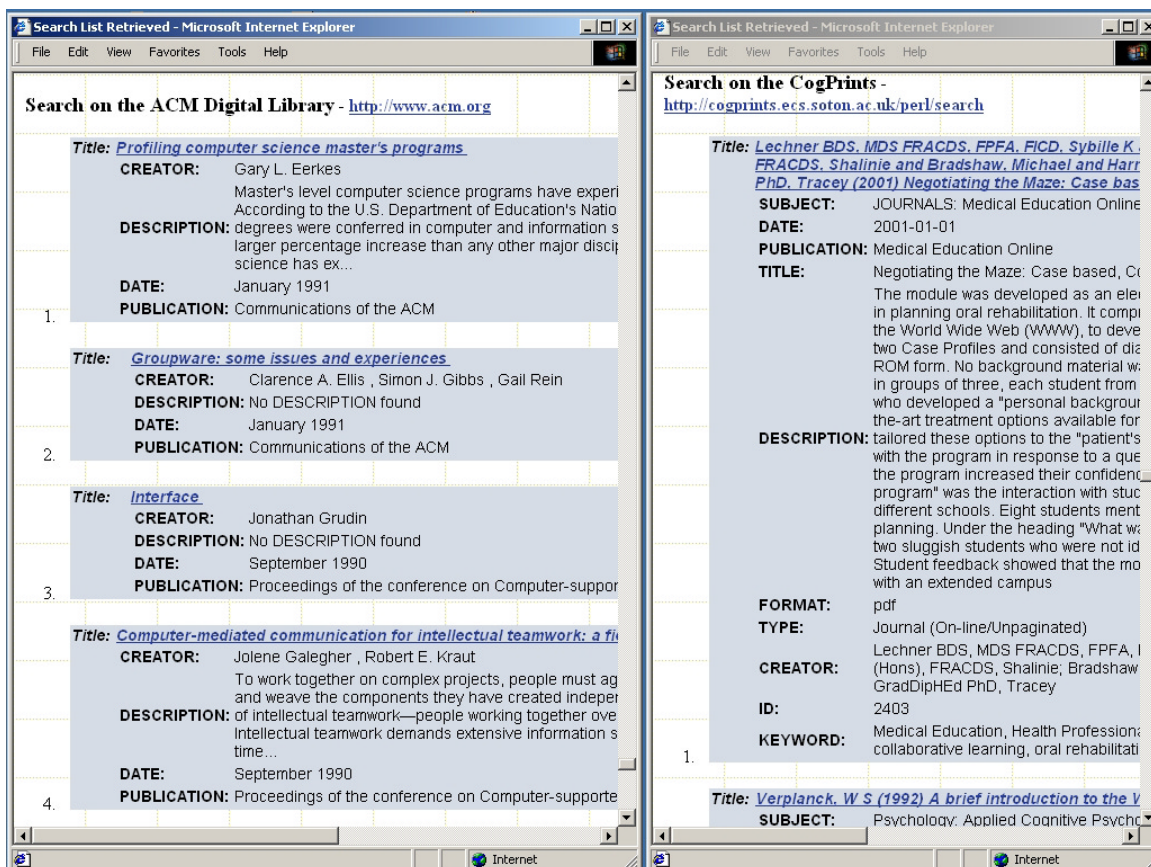 Search List Retrieved - Microsoft Internet Explorer
File Edit View Favorites Tools Help
Search on the ACM Digital Library - http://www.acm.org
Title: Profiling computer science master's programs
CREATOR: Gary L. Eerkes
Master's level computer science programs have experi
According to the U.S. Department of Education's Natio
DESCRIPTION: degrees were conferred in computer and information s
larger percentage increase than any other major discip
science has ex...
DATE: January 1991
1. PUBLICATION: Communications of the ACM
Title: Groupware: some issues and experiences
CREATOR: Clarence A. Ellis , Simon J. Gibbs , Gail Rein
DESCRIPTION: No DESCRIPTION found
DATE: January 1991
2. PUBLICATION: Communications of the ACM
Title: Interface
CREATOR: Jonathan Grudin
DESCRIPTION: No DESCRIPTION found
DATE: September 1990
3. PUBLICATION: Proceedings of the conference on Computer-suppor
Title: Computer-mediated communication for intellectual teamwork: a fie
CREATOR: Jolene Galegher , Robert E. Kraut
To work together on complex projects, people must ag
and weave the components they have created indepen
DESCRIPTION: of intellectual teamwork—people working together ove
Intellectual teamwork demands extensive information s
time...
DATE: September 1990
4. PUBLICATION: Proceedings of the conference on Computer-supporte
Internet
Search List Retrieved - Microsoft Internet Explorer
File Edit View Favorites Tools Help
Search on the CogPrints -
http://cogprints.ecs.soton.ac.uk/perl/search
Title: Lechner BDS, MDS FRACDS, FPFA, FICD, Sybille K
FRACDS, Shalinie and Bradshaw, Michael and Harr
PhD, Tracey (2001) Negotiating the Maze: Case bas
SUBJECT: JOURNALS: Medical Education Online
DATE: 2001-01-01
PUBLICATION: Medical Education Online
TITLE: Negotiating the Maze: Case based, Co
The module was developed as an elec
in planning oral rehabilitation. It compr
the World Wide Web (WWW), to deve
two Case Profiles and consisted of dia
ROM form. No background material wa
in groups of three, each student from
who developed a "personal backgroun
the-art treatment options available for
DESCRIPTION: tailored these options to the "patient's
with the program in response to a que
the program increased their confidenc
program" was the interaction with stud
different schools. Eight students ment
planning. Under the heading "What wa
two sluggish students who were not id
Student feedback showed that the mo
with an extended campus
FORMAT: pdf
TYPE: Journal (On-line/Unpaginated)
Lechner BDS, MDS FRACDS, FPFA,
CREATOR: (Hons), FRACDS, Shalinie; Bradshaw
GradDipHEd PhD, Tracey
ID: 2403
KEYWORD: Medical Education, Health Professiona
1. collaborative learning, oral rehabilitati
Title: Verplanck, W S (1992) A brief introduction to the W
SUBJECT: Psychology: Applied Cognitive Psycho
Internet